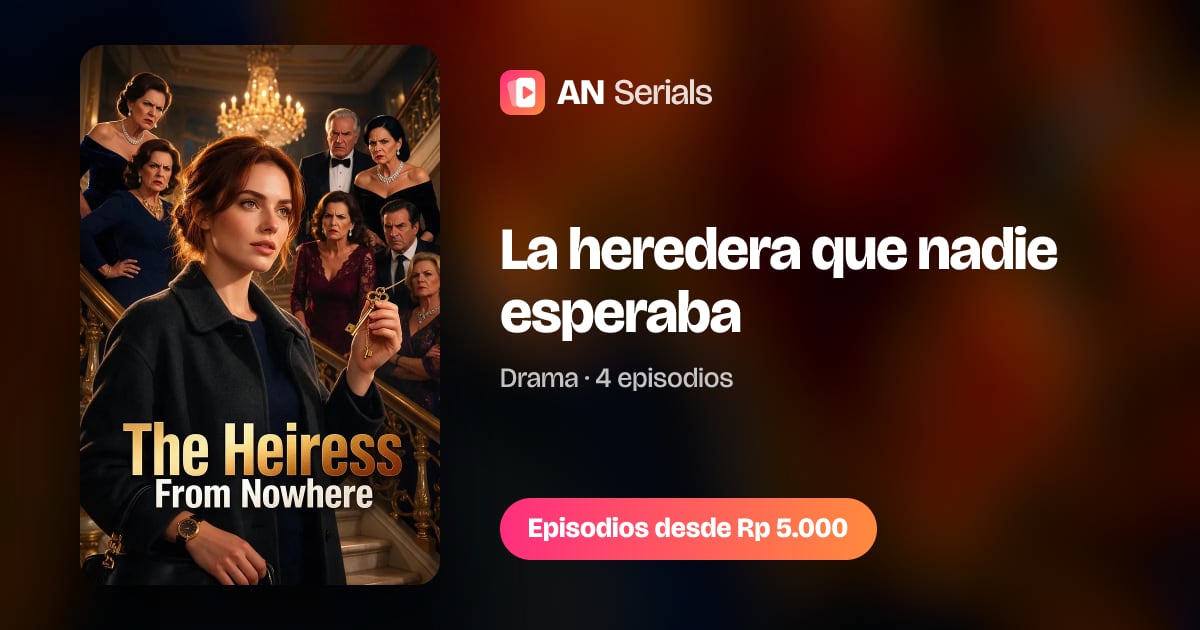 AN Serials
La heredera que nadie
esperaba
Drama · 4 episodios
Episodios desde Rp 5.000
The Heiress
From Nowhere